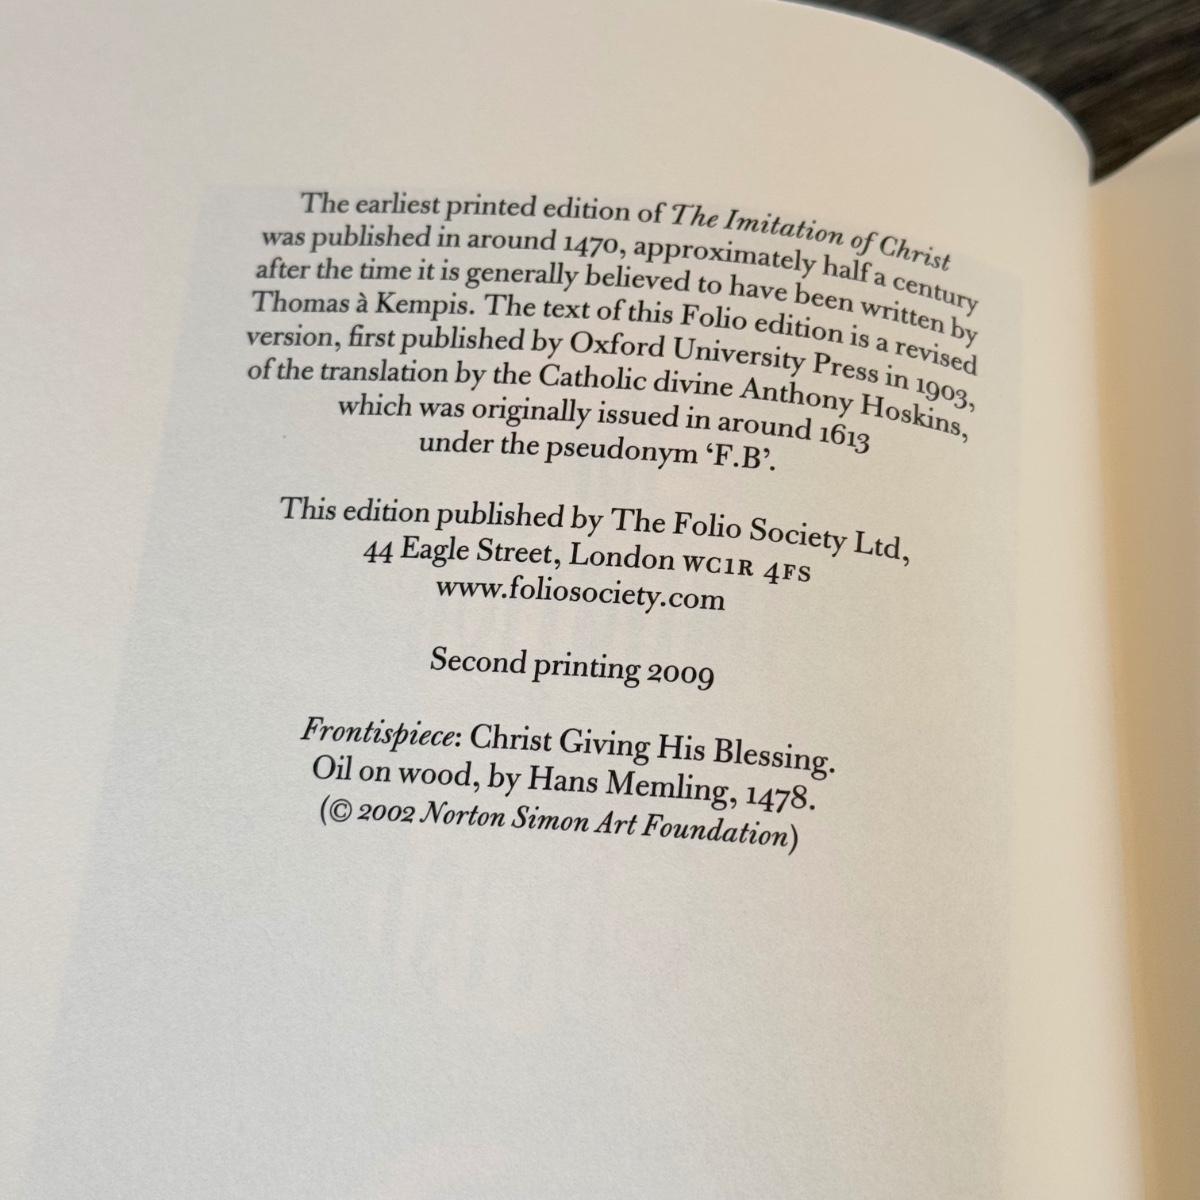 The earliest printed edition of The Imitation of Christ
was published in around 1470, approximately half a century
after the time it is generally believed to have been written by
Thomas à Kempis. The text of this Folio edition is a revised
version, first published by Oxford University Press in 1903,
of the translation by the Catholic divine Anthony Hoskins,
which was originally issued in around 1613
under the pseudonym ‘F.B’.
This edition published by The Folio Society Ltd,
44 Eagle Street, London WC1R 4FS
www.foliosociety.com
Second printing 2009
Frontispiece: Christ Giving His Blessing.
Oil on wood, by Hans Memling, 1478.
(© 2002 Norton Simon Art Foundation)